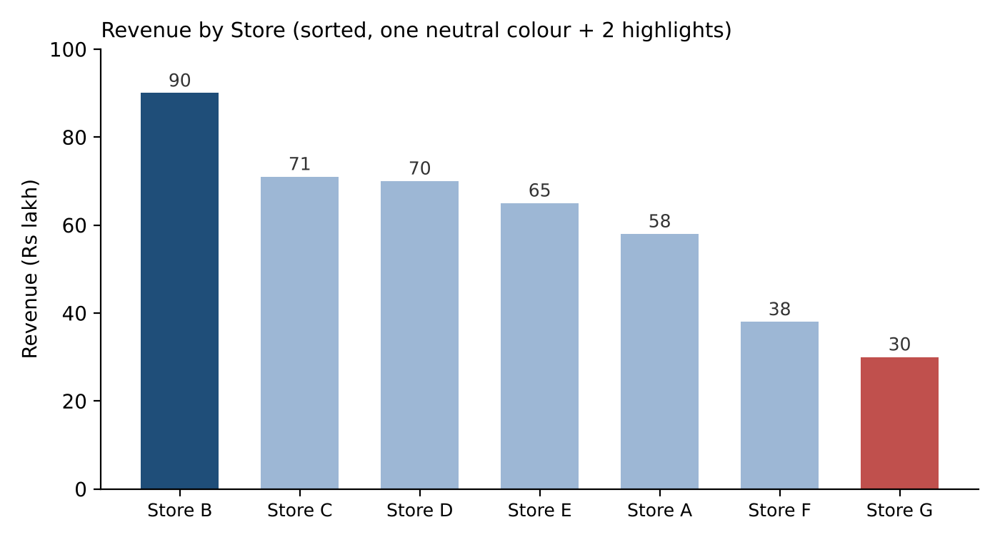 Revenue by Store (sorted, one neutral colour + 2 highlights)
Revenue (Rs lakh)
100
80
60
40
20
0
90
71
70
65
58
38
30
Store B
Store C
Store D
Store E
Store A
Store F
Store G